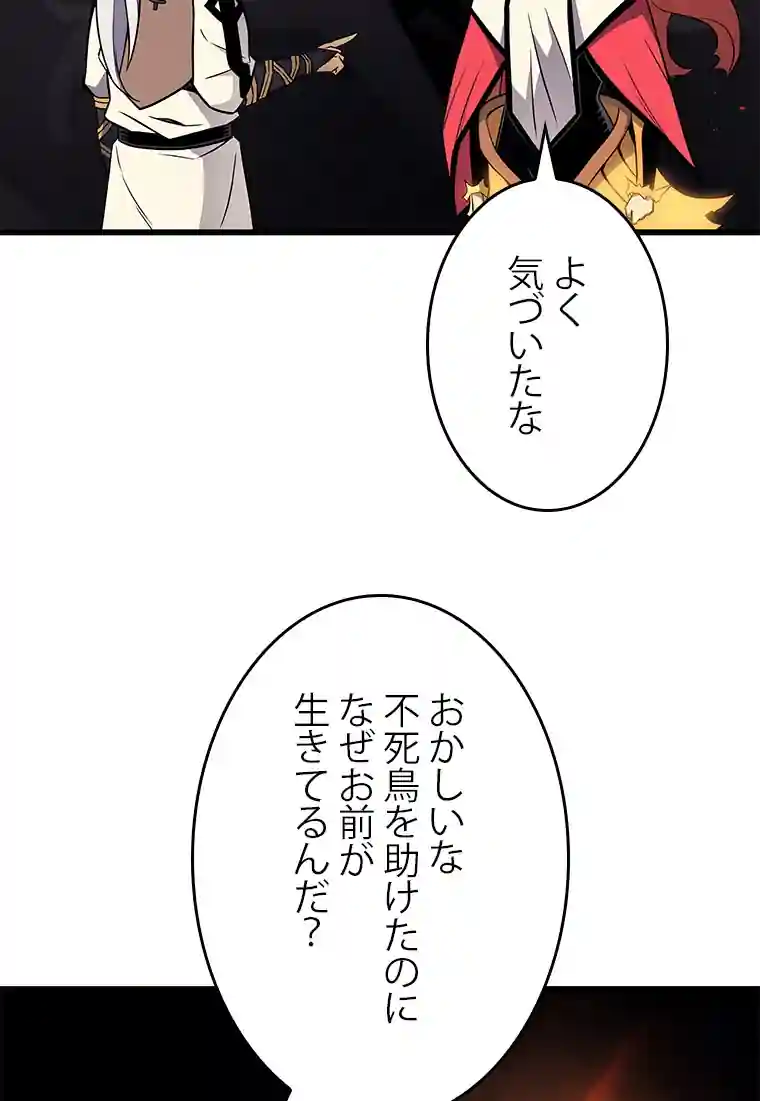 よく
気づいたな
おかしいな
不死鳥を助けたのに
なぜお前が
生きてるんだ？